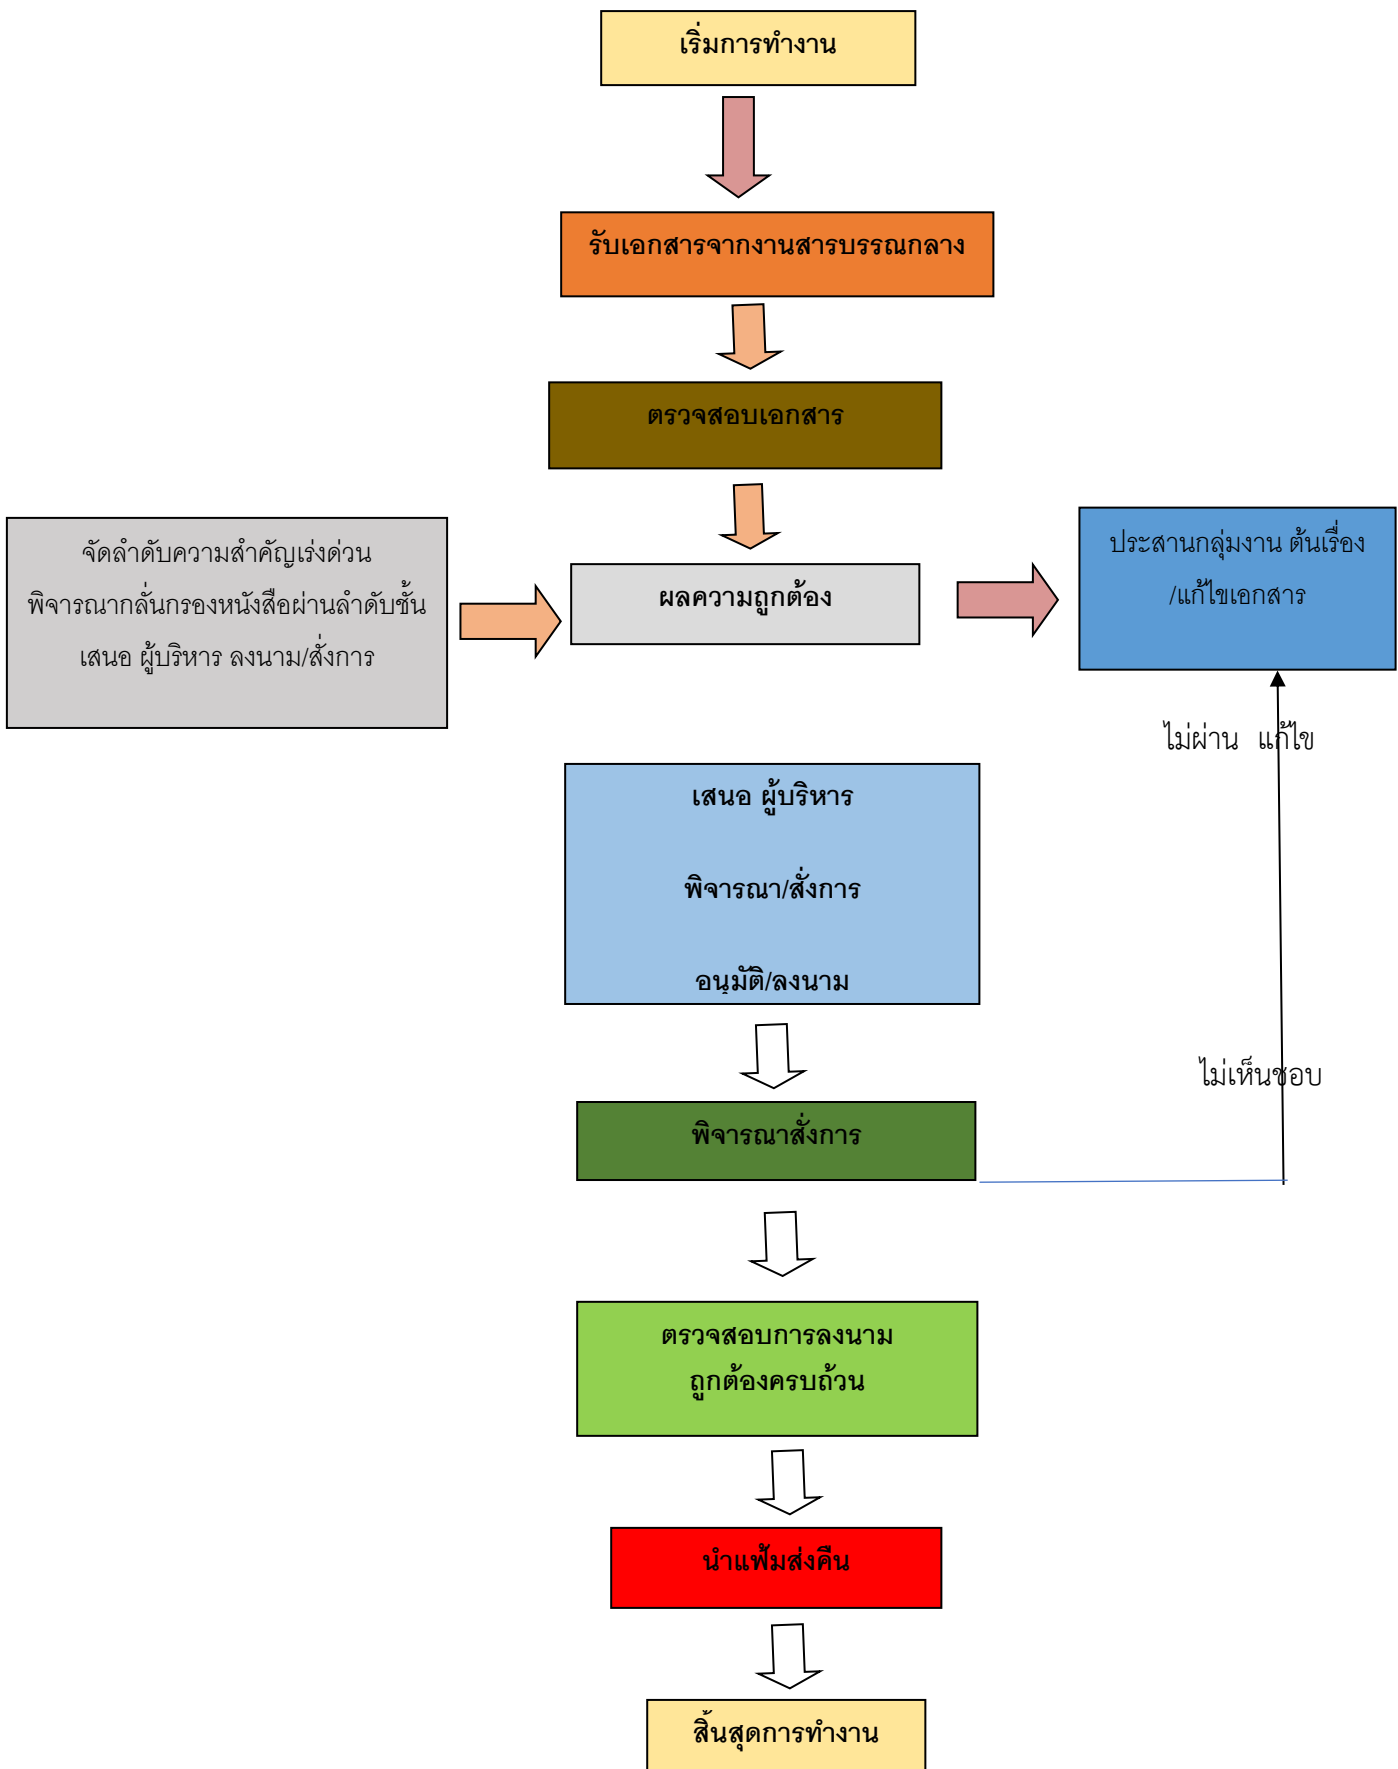 เริ่มการทำงาน
รับเอกสารจากงานสารบรรณกลาง
ตรวจสอบเอกสาร
จัดลำดับความสำคัญเร่งด่วน
พิจารณากลั่นกรองหนังสือผ่านลำดับชั้น
เสนอ ผู้บริหาร ลงนาม/สั่งการ
ผลความถูกต้อง
ประสานกลุ่มงาน ต้นเรื่อง
/แก้ไขเอกสาร
ไม่ผ่าน แก้ไข
เสนอ ผู้บริหาร
พิจารณา/สั่งการ
อนุมัติ/ลงนาม
ไม่เห็นชอบ
พิจารณาสั่งการ
ตรวจสอบการลงนาม
ถูกต้องครบถ้วน
นำแฟ้มส่งคืน
สิ้นสุดการทำงาน